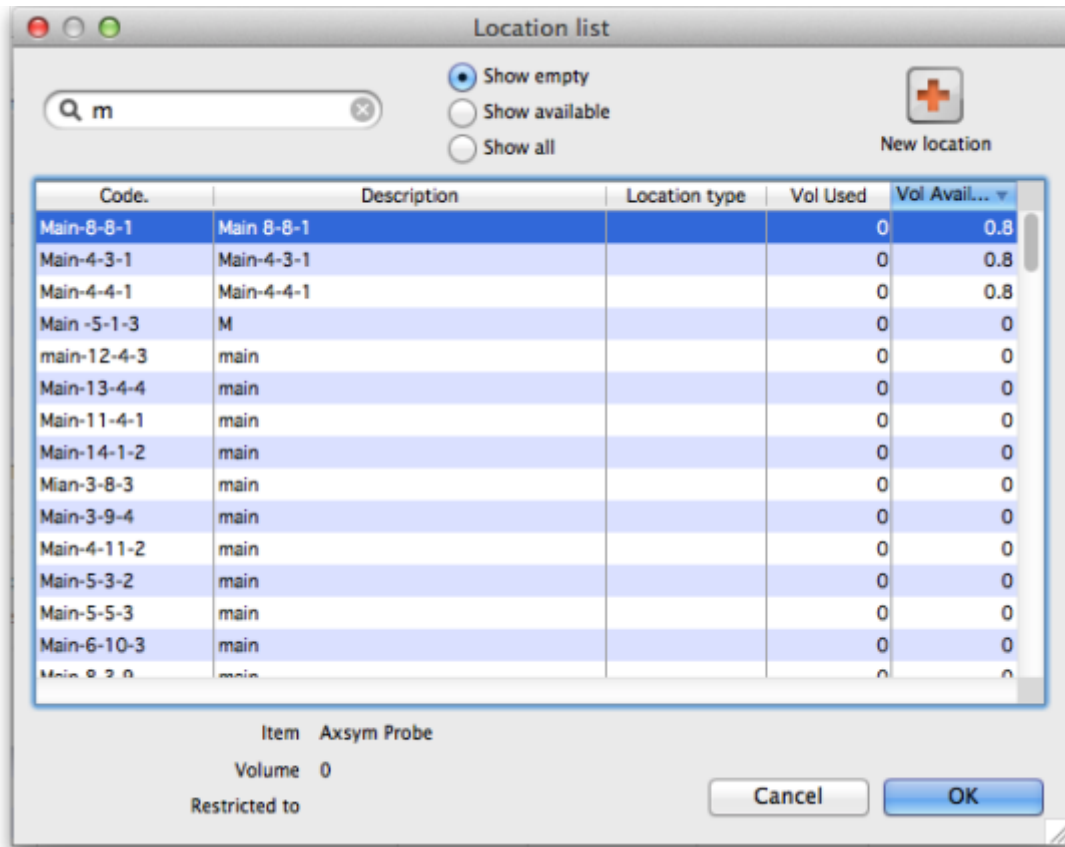 Location list
m
Show empty
Show available
Show all
New location
Code. Description Location type Vol Used Vol Avail...
Main-8-8-1 Main 8-8-1 0 0.8
Main-4-3-1 Main-4-3-1 0 0.8
Main-4-4-1 Main-4-4-1 0 0.8
Main -5-1-3 M 0 0
main-12-4-3 main 0 0
Main-13-4-4 main 0 0
Main-11-4-1 main 0 0
Main-14-1-2 main 0 0
Mian-3-8-3 main 0 0
Main-3-9-4 main 0 0
Main-4-11-2 main 0 0
Main-5-3-2 main 0 0
Main-5-5-3 main 0 0
Main-6-10-3 main 0 0
main 0 0
Item Axsym Probe
Volume 0
Restricted to
Cancel OK